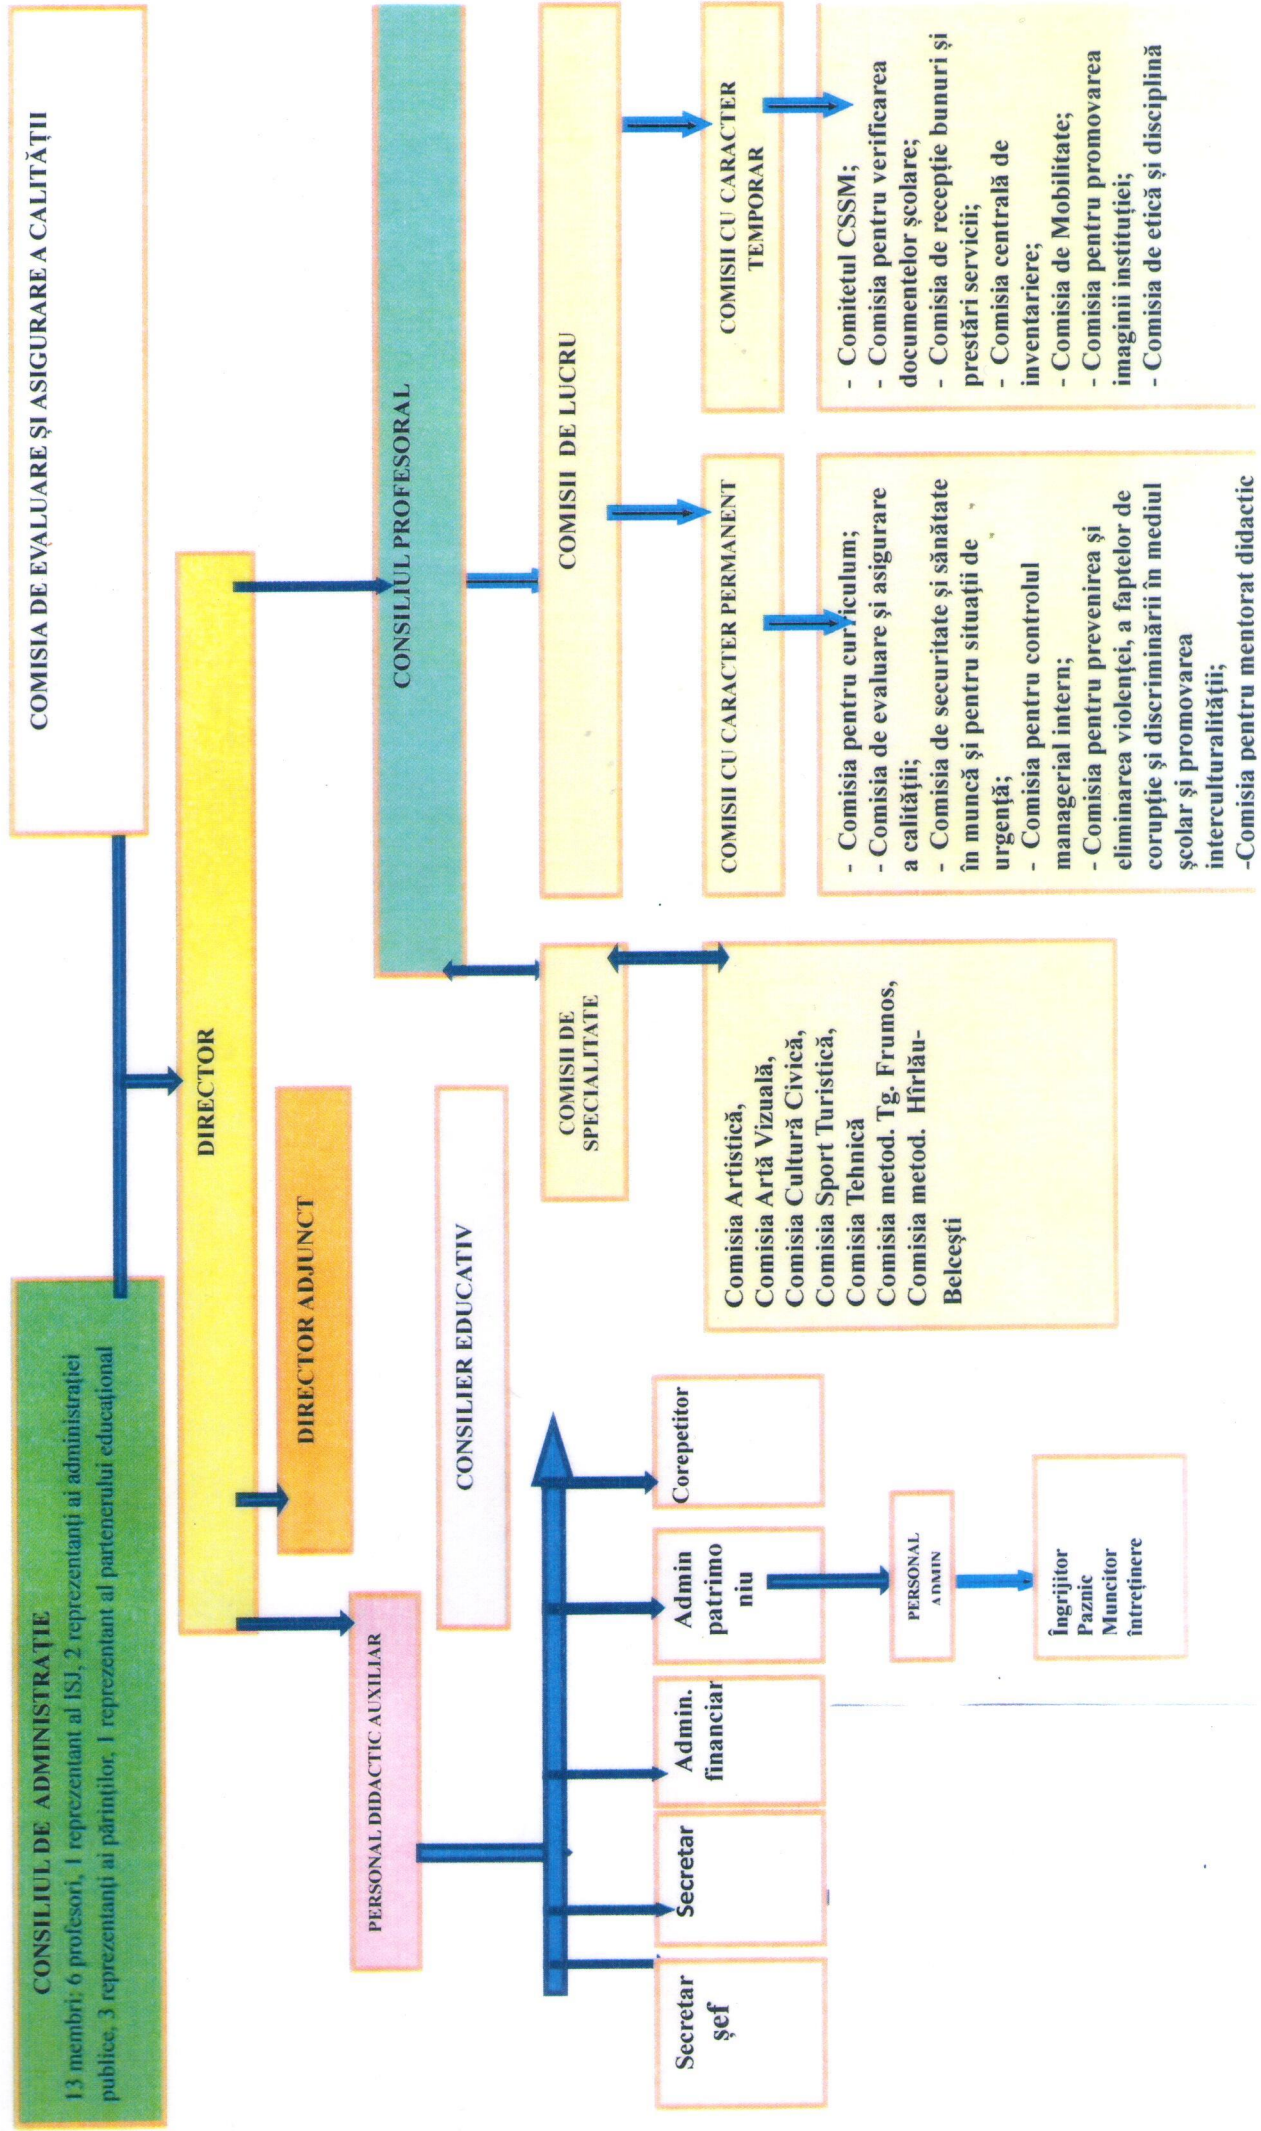 CONSILIUL DE ADMINISTRAȚIE
13 membri: 6 profesori, 1 reprezentant al ISJ, 2 reprezentanți ai administrației
publice, 3 reprezentanți ai părinților, 1 reprezentant al partenerului educațional
COMISIA DE EVALUARE ȘI ASIGURARE A CALITĂȚII
DIRECTOR
DIRECTOR ADJUNCT
PERSONAL DIDACTIC AUXILIAR
CONSILIER EDUCATIV
CONSILIUL PROFESORAL
COMISII DE
SPECIALITATE
COMISII DE LUCRU
Secretar
șef
Secretar
Admin.
financiar
Admin
patrimo
niu
Corepetitor
PERSONAL
ADMIN
Îngrijitor
Paznic
Muncitor
întreținere
Comisia Artistică,
Comisia Artă Vizuală,
Comisia Cultură Civică,
Comisia Sport Turistică,
Comisia Tehnică
Comisia metod. Tg. Frumos,
Comisia metod. Hîrlău-
Belcești
COMISII CU CARACTER PERMANENT
- Comisia pentru curriculum;
- Comisia de evaluare și asigurare
a calității;
- Comisia de securitate și sănătate
în muncă și pentru situații de
urgență;
- Comisia pentru controlul
managerial intern;
- Comisia pentru prevenirea și
eliminarea violenței, a faptelor de
corupție și discriminării în mediul
școlar și promovarea
interculturalității;
-Comisia pentru mentorat didactic
COMISII CU CARACTER
TEMPORAR
- Comitetul CSSM;
- Comisia pentru verificarea
documentelor școlare;
- Comisia de recepție bunuri și
prestări servicii;
- Comisia centrală de
inventariere;
- Comisia de Mobilitate;
- Comisia pentru promovarea
imaginii instituției;
- Comisia de etică și disciplină